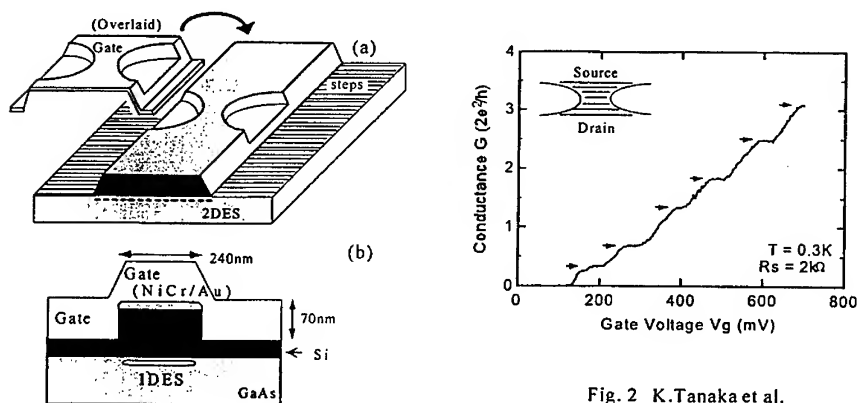 (Overlaid)
Gate
(a)
steps
2DES
(b)
240nm
Gate
(NiCr/Au)
Gate
70nm
Si
1DES
GaAs
Conductance G (2e²/h)
4
3
2
1
0
Source
Drain
T = 0.3K
Rs = 2kΩ
0 200 400 600 800
Gate Voltage Vg (mV)
Fig. 2 K.Tanaka et al.